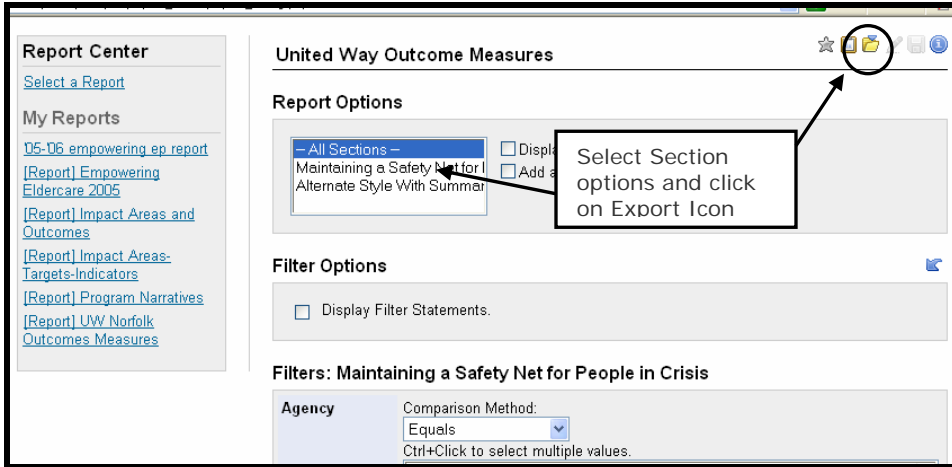 Report Center
Select a Report
My Reports
'05-'06 empowering ep report
[Report] Empowering
Eldercare 2005
[Report] Impact Areas and
Outcomes
[Report] Impact Areas-
Targets-Indicators
[Report] Program Narratives
[Report] UW Norfolk
Outcomes Measures
United Way Outcome Measures
Report Options
– All Sections –
Maintaining a Safety Net for
Alternate Style With Summar
Displa
Add a
Select Section
options and click
on Export Icon
Filter Options
Display Filter Statements.
Filters: Maintaining a Safety Net for People in Crisis
Agency
Comparison Method:
Equals
Ctrl+Click to select multiple values.